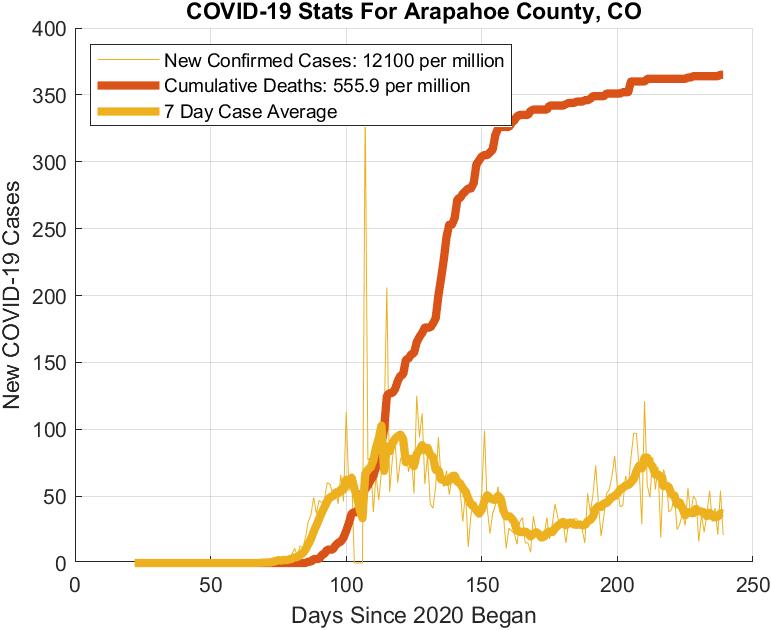 COVID-19 Stats For Arapahoe County, CO
400
350
300
250
200
150
100
50
0
New COVID-19 Cases
New Confirmed Cases: 12100 per million
Cumulative Deaths: 555.9 per million
7 Day Case Average
0 50 100 150 200 250
Days Since 2020 Began